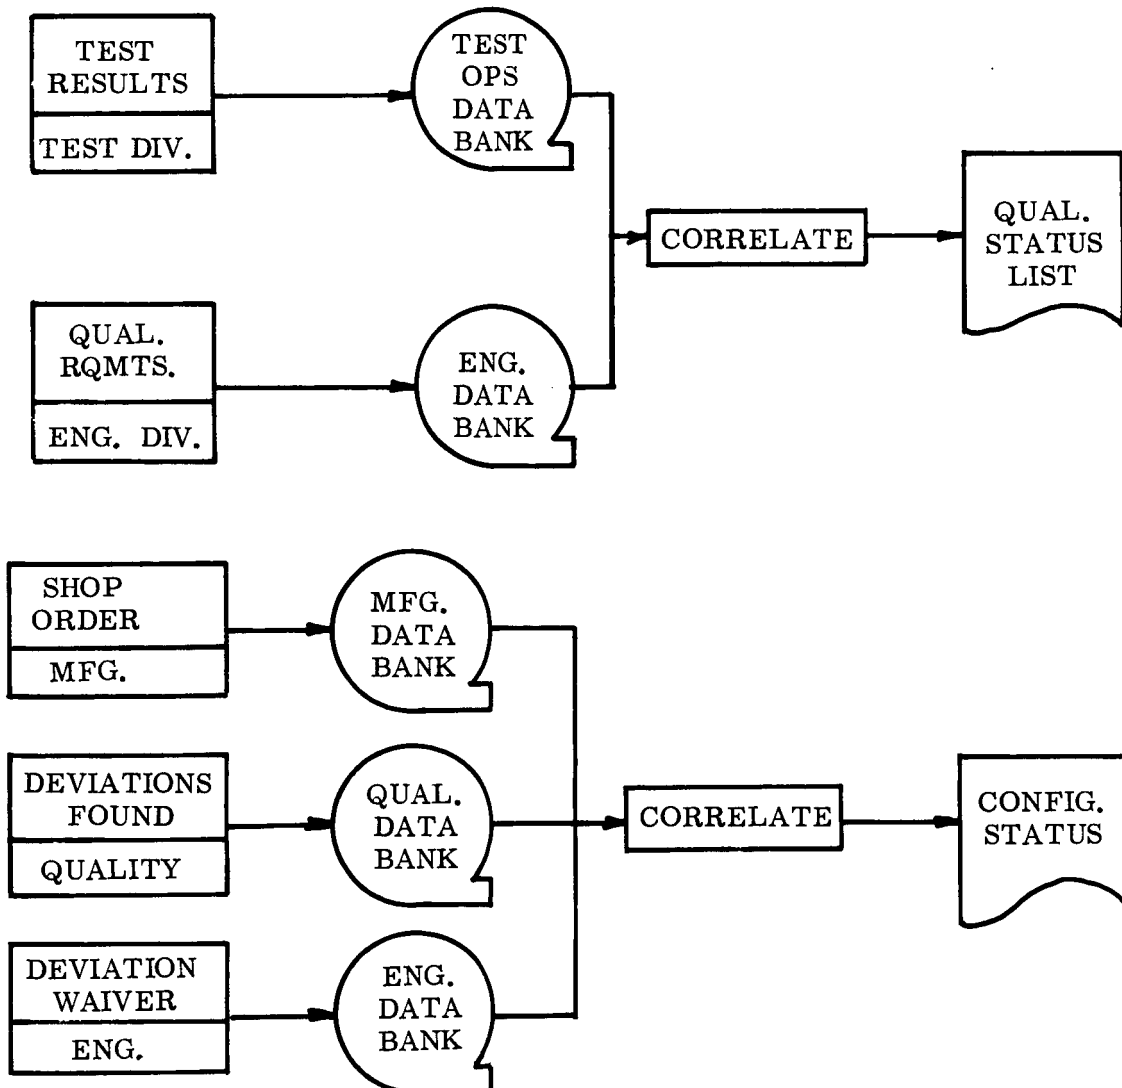 TEST
RESULTS
TEST DIV.
TEST
OPS
DATA
BANK
QUAL.
RQMTS.
ENG. DIV.
ENG.
DATA
BANK
CORRELATE
QUAL.
STATUS
LIST
SHOP
ORDER
MFG.
MFG.
DATA
BANK
DEVIATIONS
FOUND
QUALITY
QUAL.
DATA
BANK
DEVIATION
WAIVER
ENG.
ENG.
DATA
BANK
CORRELATE
CONFIG.
STATUS